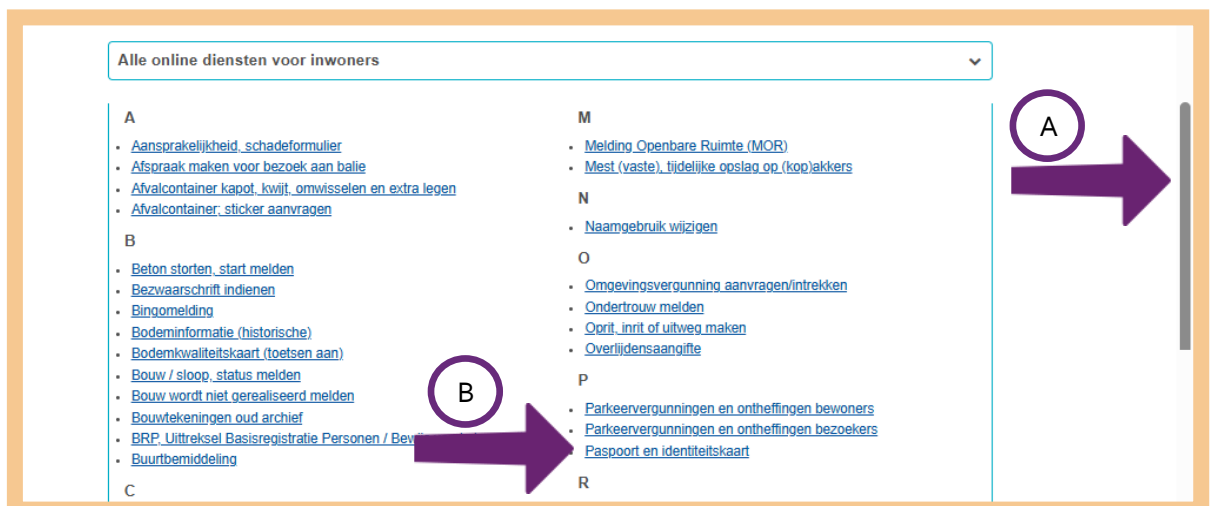 Alle online diensten voor inwoners
A
Aansprakelijkheid, schadeformulier
Afspraak maken voor bezoek aan balie
Afvalcontainer kapot, kwijt, omwisselen en extra legen
Afvalcontainer; sticker aanvragen
B
Beton storten, start melden
Bezwaarschrift indienen
Bingomelding
Bodeminformatie (historische)
Bodemkwaliteitskaart (toetsen aan)
Bouw / sloop, status melden
Bouw wordt niet gerealiseerd melden
Bouwtekeningen oud archief
BRP, Uittreksel Basisregistratie Personen /
Buurtbemiddeling
C
M
Melding Openbare Ruimte (MOR)
Mest (vaste), tijdelijke opslag op (kop)akkers
N
Naamgebruik wijzigen
O
Omgevingsvergunning aanvragen/intrekken
Ondertrouw melden
Oprit, inrit of uitweg maken
Overlijdensaangifte
P
Parkeervergunningen en ontheffingen bewoners
Parkeervergunningen en ontheffingen bezoekers
Paspoort en identiteitskaart
R
A
B